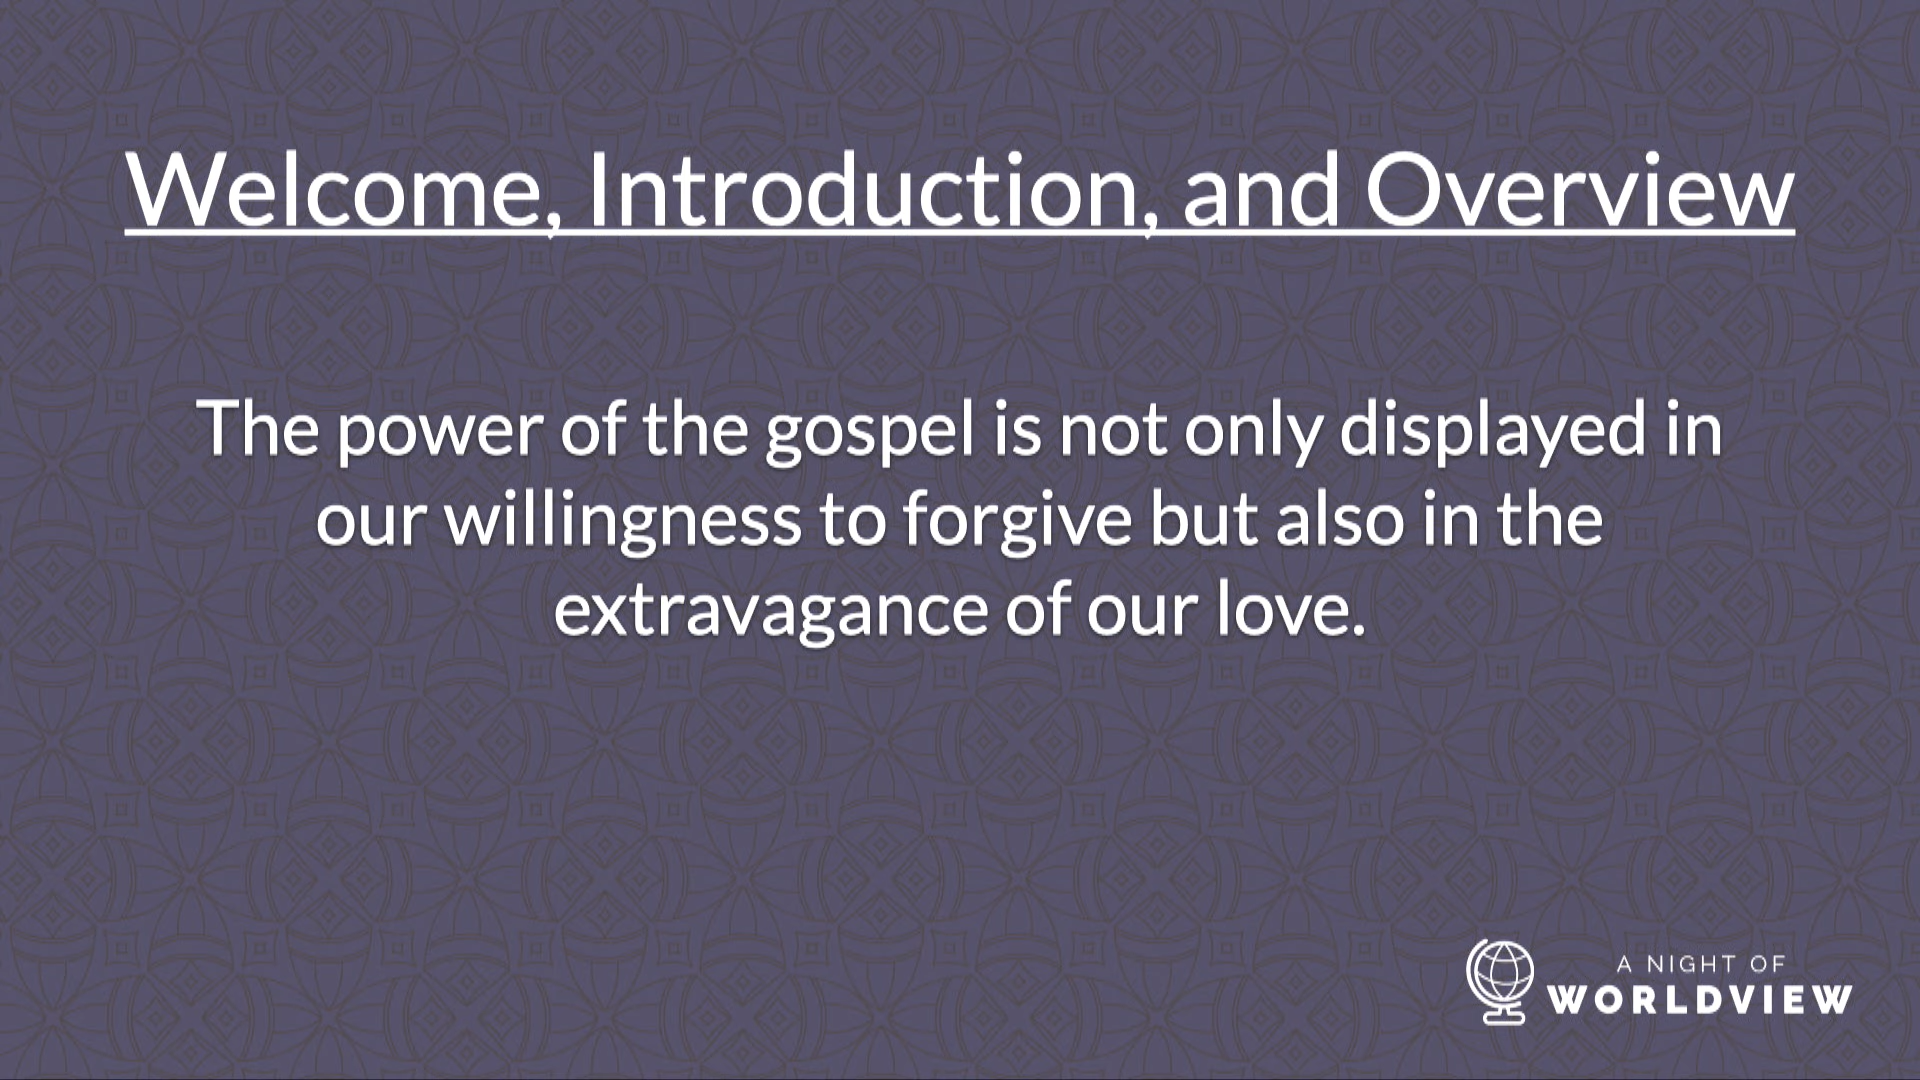 Welcome, Introduction, and Overview
The power of the gospel is not only displayed in
our willingness to forgive but also in the
extravagance of our love.
A NIGHT OF
WORLDVIEW